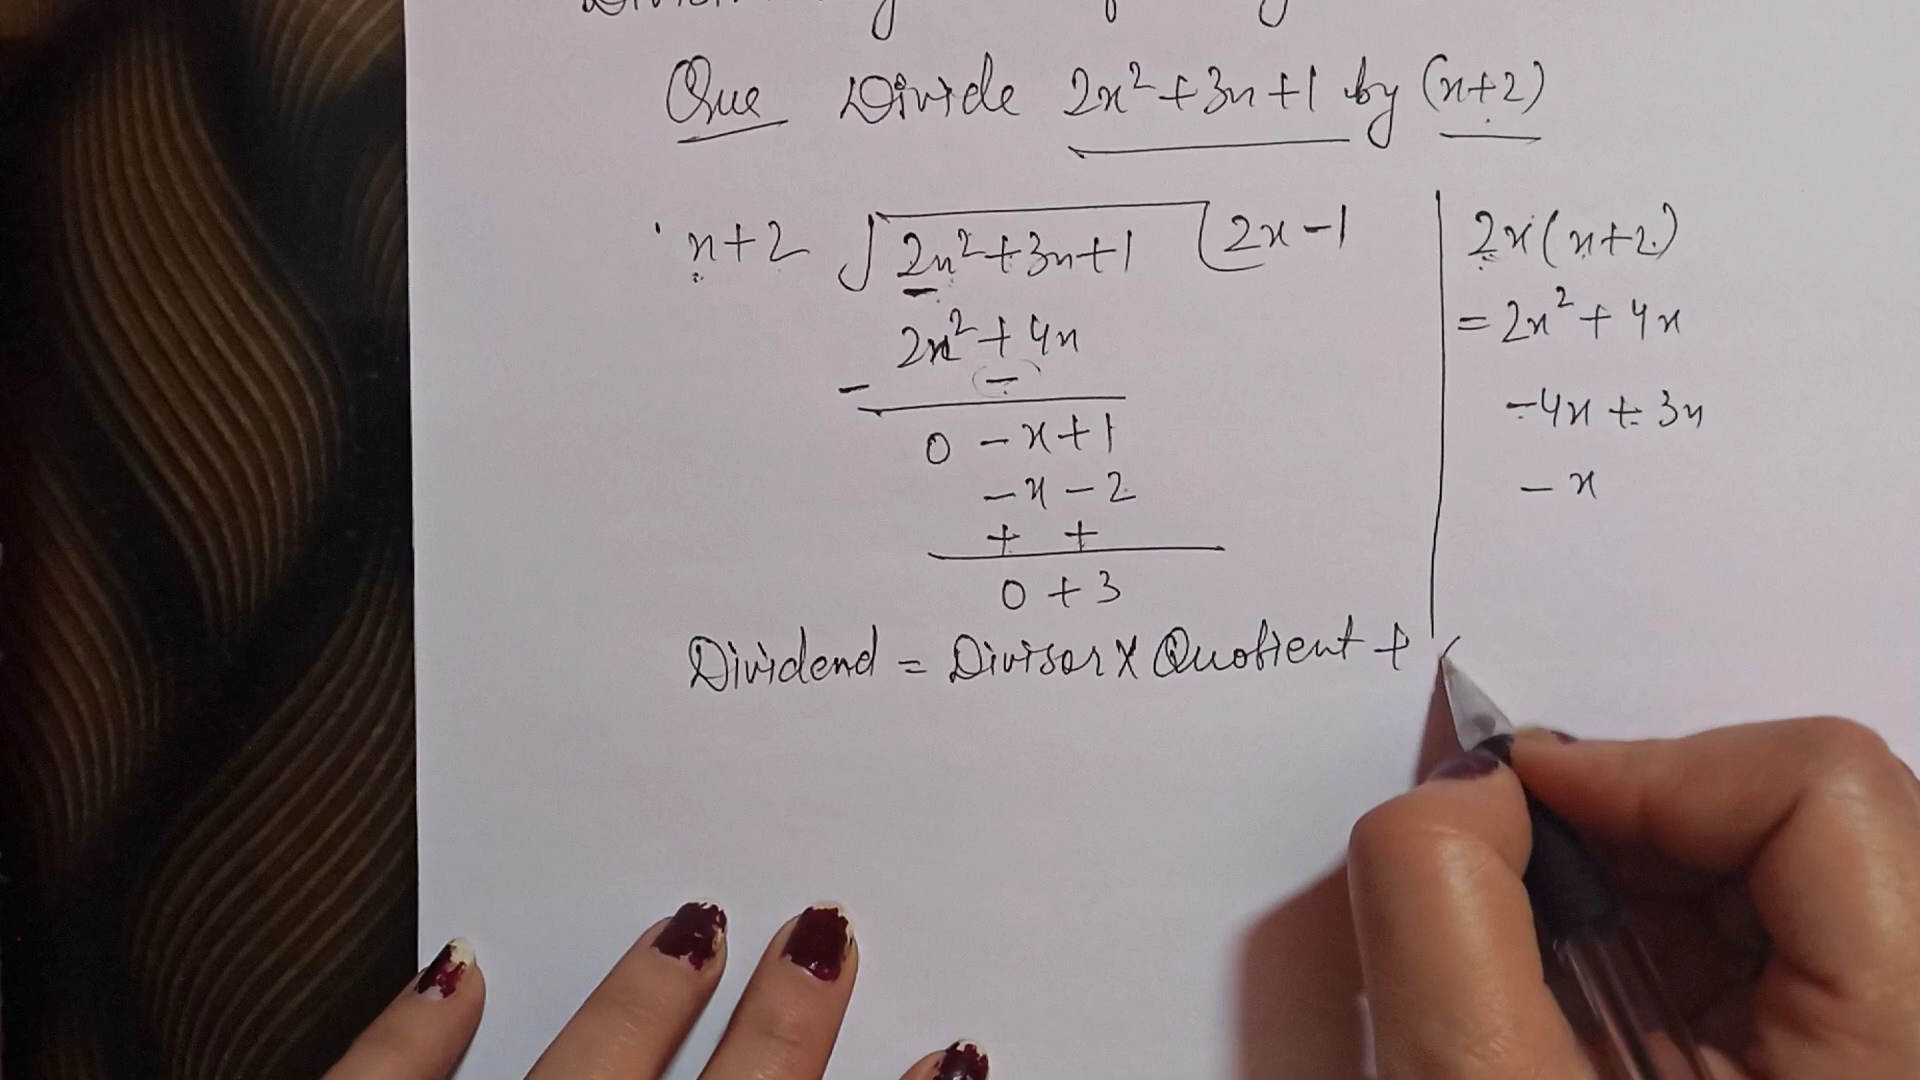 Que Divide 2x²+3x+1 by (x+2)
x+2 2x²+3x+1 2x-1
2x²+4x
- -
0 -x+1
-x-2
+ +
0+3
2x(x+2)
=2x²+4x
-4x+3x
-x
Dividend = Divisor X Quotient +